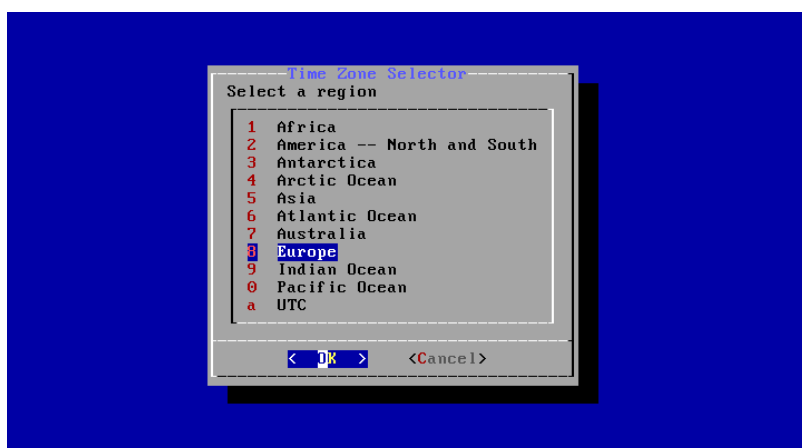 Time Zone Selector
Select a region
1 Africa
2 America -- North and South
3 Antarctica
4 Arctic Ocean
5 Asia
6 Atlantic Ocean
7 Australia
8 Europe
9 Indian Ocean
0 Pacific Ocean
a UTC
< OK > <Cancel>